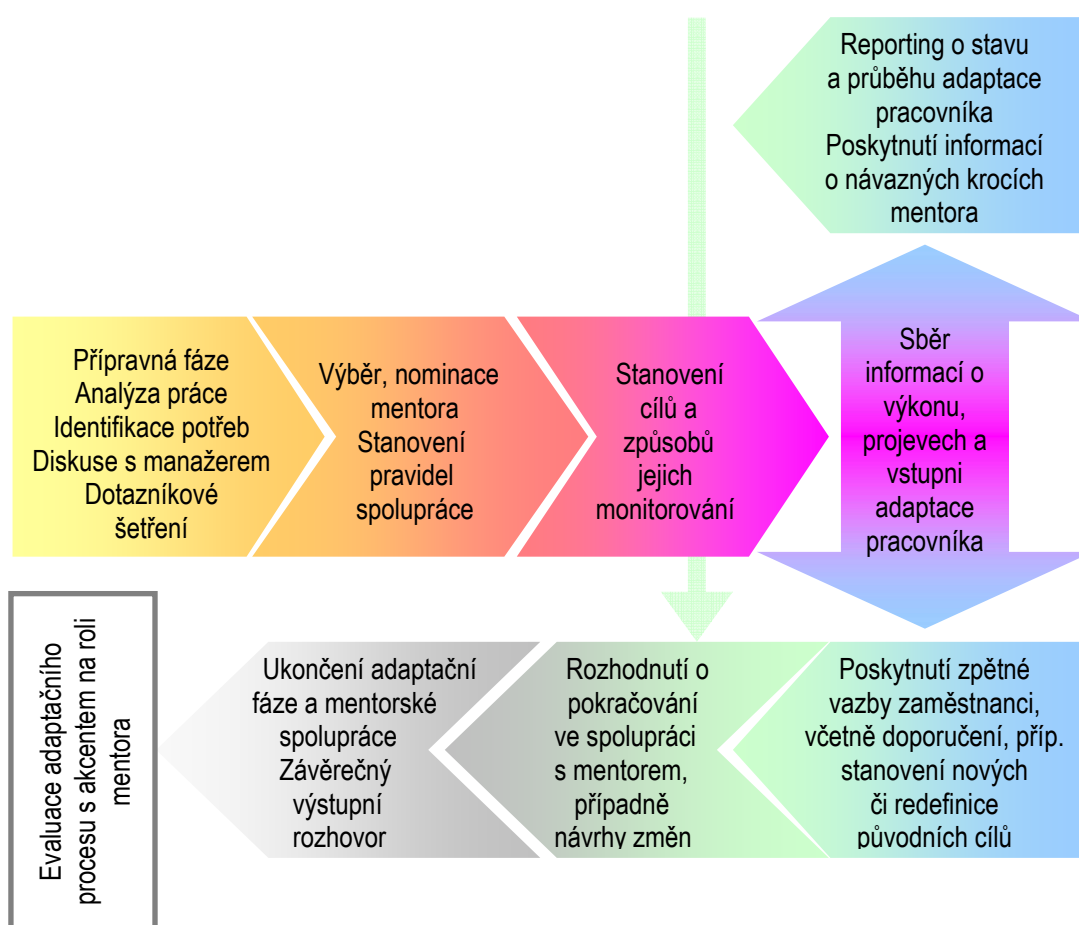 Reporting o stavu
a průběhu adaptace
pracovníka
Poskytnutí informací
o návazných krocích
mentora
Přípravná fáze
Analýza práce
Identifikace potřeb
Diskuse s manažerem
Dotazníkové
šetření
Výběr, nominace
mentora
Stanovení
pravidel
spolupráce
Stanovení
cílů a
způsobů
jejich
monitorování
Sběr
informací o
výkonu,
projevech a
vstupni
adaptace
pracovníka
Poskytnutí zpětné
vazby zaměstnanci,
včetně doporučení, příp.
stanovení nových
či redefinice
původních cílů
Rozhodnutí o
pokračování
ve spolupráci
s mentorem,
případně
návrhy změn
Ukončení adaptační
fáze a mentorské
spolupráce
Závěrečný
výstupní
rozhovor
Evaluace adaptačního
procesu s akcentem na roli
mentora